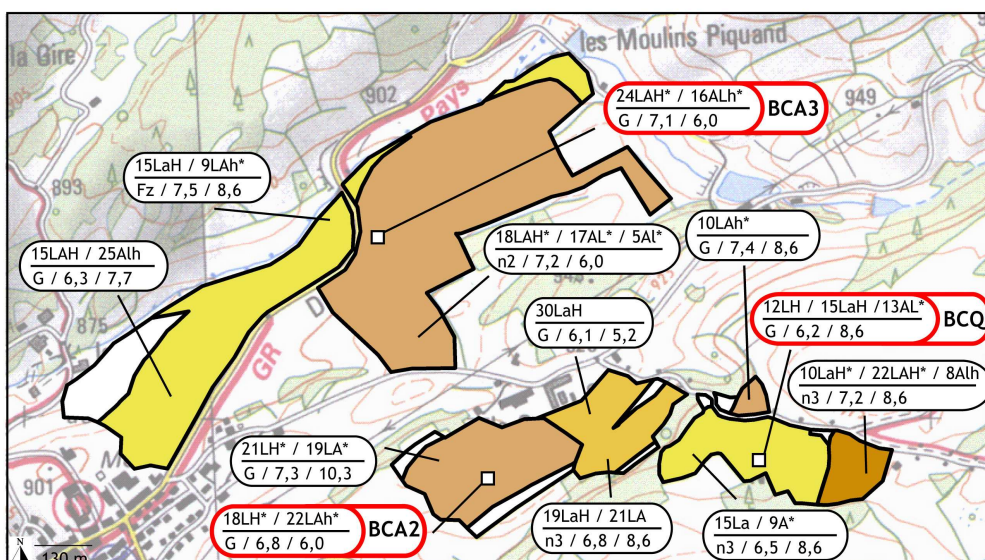 la Gire
les Moulins Piquand
902
949
Pays
24LAH* / 16ALh*
G / 7,1 / 6,0
BCA3
15LaH / 9LAh*
Fz / 7,5 / 8,6
893
10LAh*
G / 7,4 / 8,6
18LAH* / 17AL* / 5Al*
n2 / 7,2 / 6,0
15LAH / 25Alh
G / 6,3 / 7,7
D
875
GR
30LaH
G / 6,1 / 5,2
12LH / 15LaH /13AL*
G / 6,2 / 8,6
BCQ
10LaH* / 22LAH* / 8Alh
n3 / 7,2 / 8,6
21LH* / 19LA*
G / 7,3 / 10,3
901
18LH* / 22LAh*
G / 6,8 / 6,0
BCA2
19LaH / 21LA
n3 / 6,8 / 8,6
15La / 9A*
n3 / 6,5 / 8,6
N
130 m